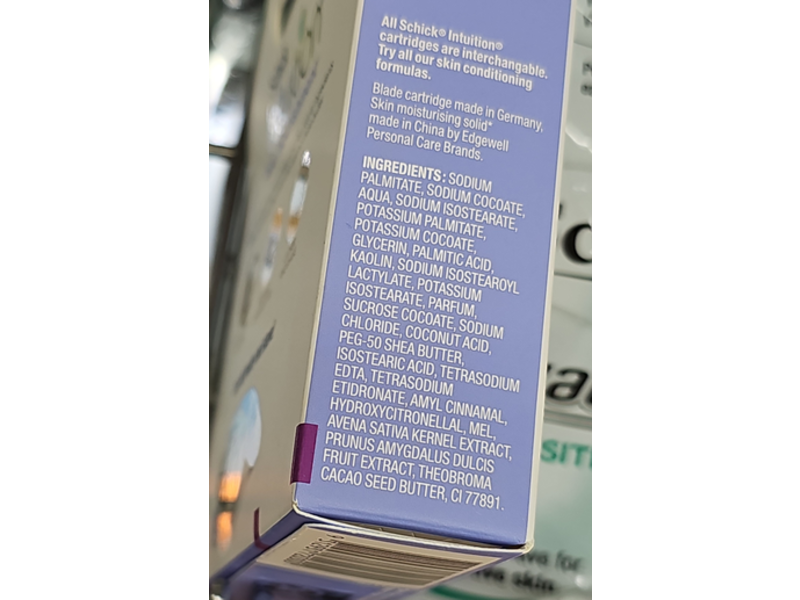 All Schick® Intuition®
cartridges are interchangable.
Try all our skin conditioning
formulas.
Blade cartridge made in Germany,
Skin moisturising solid*
made in China by Edgewell
Personal Care Brands.
INGREDIENTS: SODIUM
PALMITATE, SODIUM COCOATE,
AQUA, SODIUM ISOSTEARATE,
POTASSIUM PALMITATE,
POTASSIUM COCOATE,
GLYCERIN, PALMITIC ACID,
KAOLIN, SODIUM ISOSTEAROYL
LACTYLATE, POTASSIUM
ISOSTEARATE, PARFUM,
SUCROSE COCOATE, SODIUM
CHLORIDE, COCONUT ACID,
PEG-50 SHEA BUTTER,
ISOSTEARIC ACID, TETRASODIUM
EDTA, TETRASODIUM
ETIDRONATE, AMYL CINNAMAL,
HYDROXYCITRONELLAL, MEL,
AVENA SATIVA KERNEL EXTRACT,
PRUNUS AMYGDALUS DULCIS
FRUIT EXTRACT, THEOBROMA
CACAO SEED BUTTER, CI 77891.
for
skin